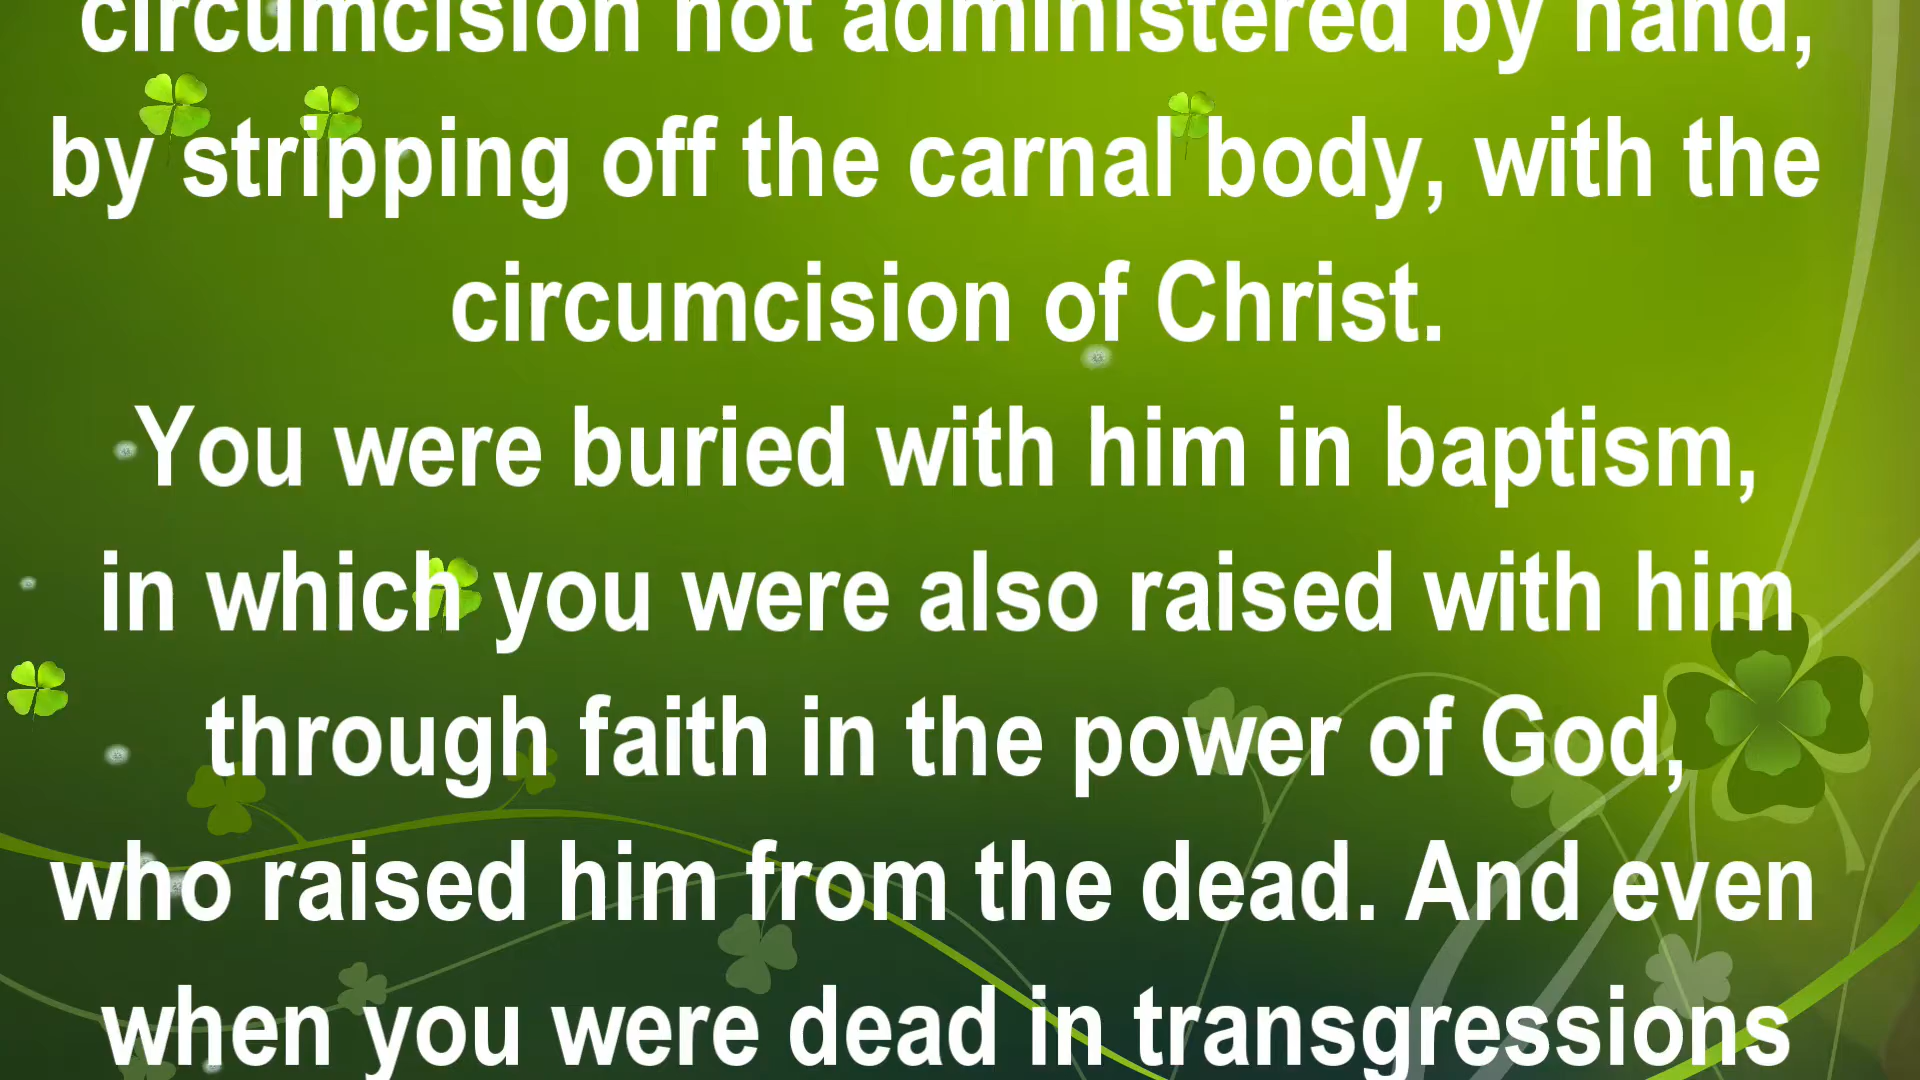 circumcision not administered by hand,
by stripping off the carnal body, with the
circumcision of Christ.
You were buried with him in baptism,
in which you were also raised with him
through faith in the power of God,
who raised him from the dead. And even
when you were dead in transgressions